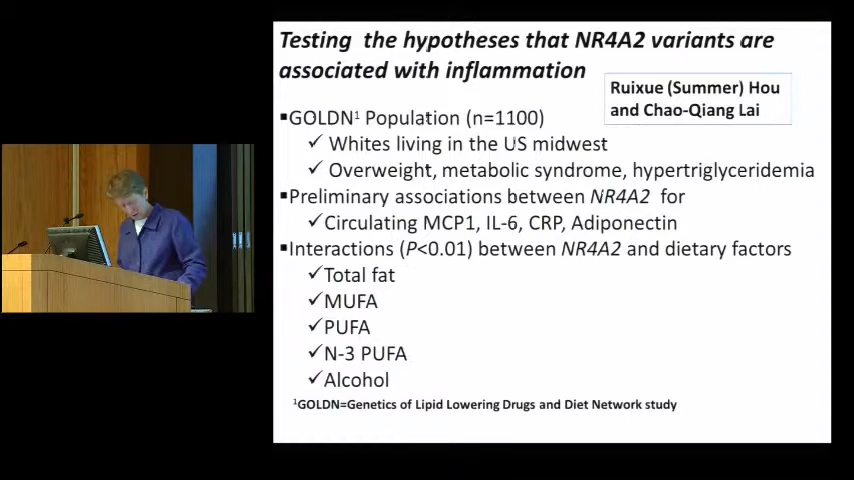 Testing the hypotheses that NR4A2 variants are
associated with inflammation
Ruixue (Summer) Hou
and Chao-Qiang Lai
▪GOLDN¹ Population (n=1100)
✓ Whites living in the US midwest
✓ Overweight, metabolic syndrome, hypertriglyceridemia
▪Preliminary associations between NR4A2 for
✓Circulating MCP1, IL-6, CRP, Adiponectin
▪Interactions (P<0.01) between NR4A2 and dietary factors
✓Total fat
✓MUFA
✓PUFA
✓N-3 PUFA
✓Alcohol
¹GOLDN=Genetics of Lipid Lowering Drugs and Diet Network study